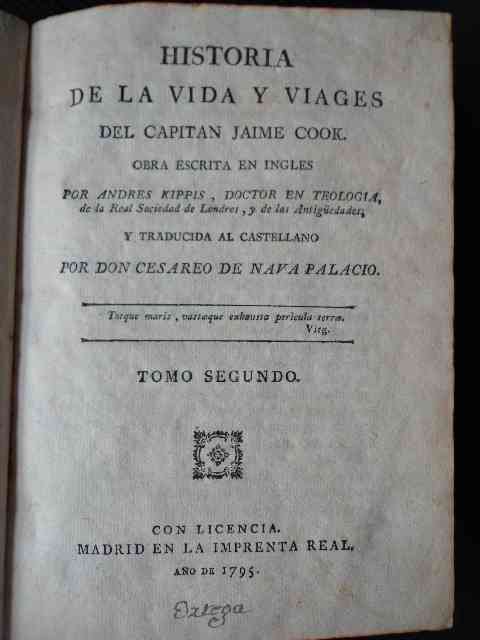 HISTORIA
DE LA VIDA Y VIAGES
DEL CAPITAN JAIME COOK.
OBRA ESCRITA EN INGLES
POR ANDRES KIPPIS, DOCTOR EN TEOLOGIA,
de la Real Sociedad de Londres, y de las Antigüedades;
Y TRADUCIDA AL CASTELLANO
POR DON CESAREO DE NAVA PALACIO.
Totque maris, vastæque exhausta pericula terræ.
Virg.
TOMO SEGUNDO.
CON LICENCIA.
MADRID EN LA IMPRENTA REAL.
AÑO DE 1795.
Ortega